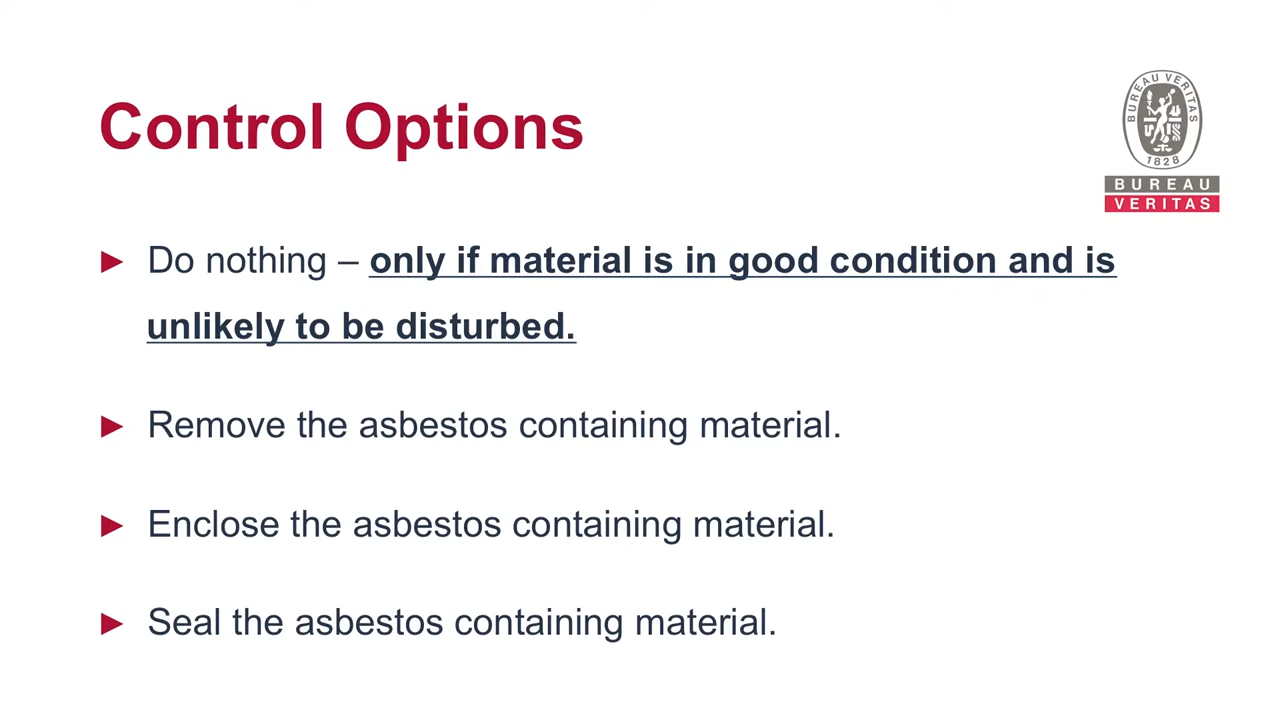 Control Options
BUREAU VERITAS
1828
BUREAU
VERITAS
► Do nothing – only if material is in good condition and is
unlikely to be disturbed.
► Remove the asbestos containing material.
► Enclose the asbestos containing material.
► Seal the asbestos containing material.